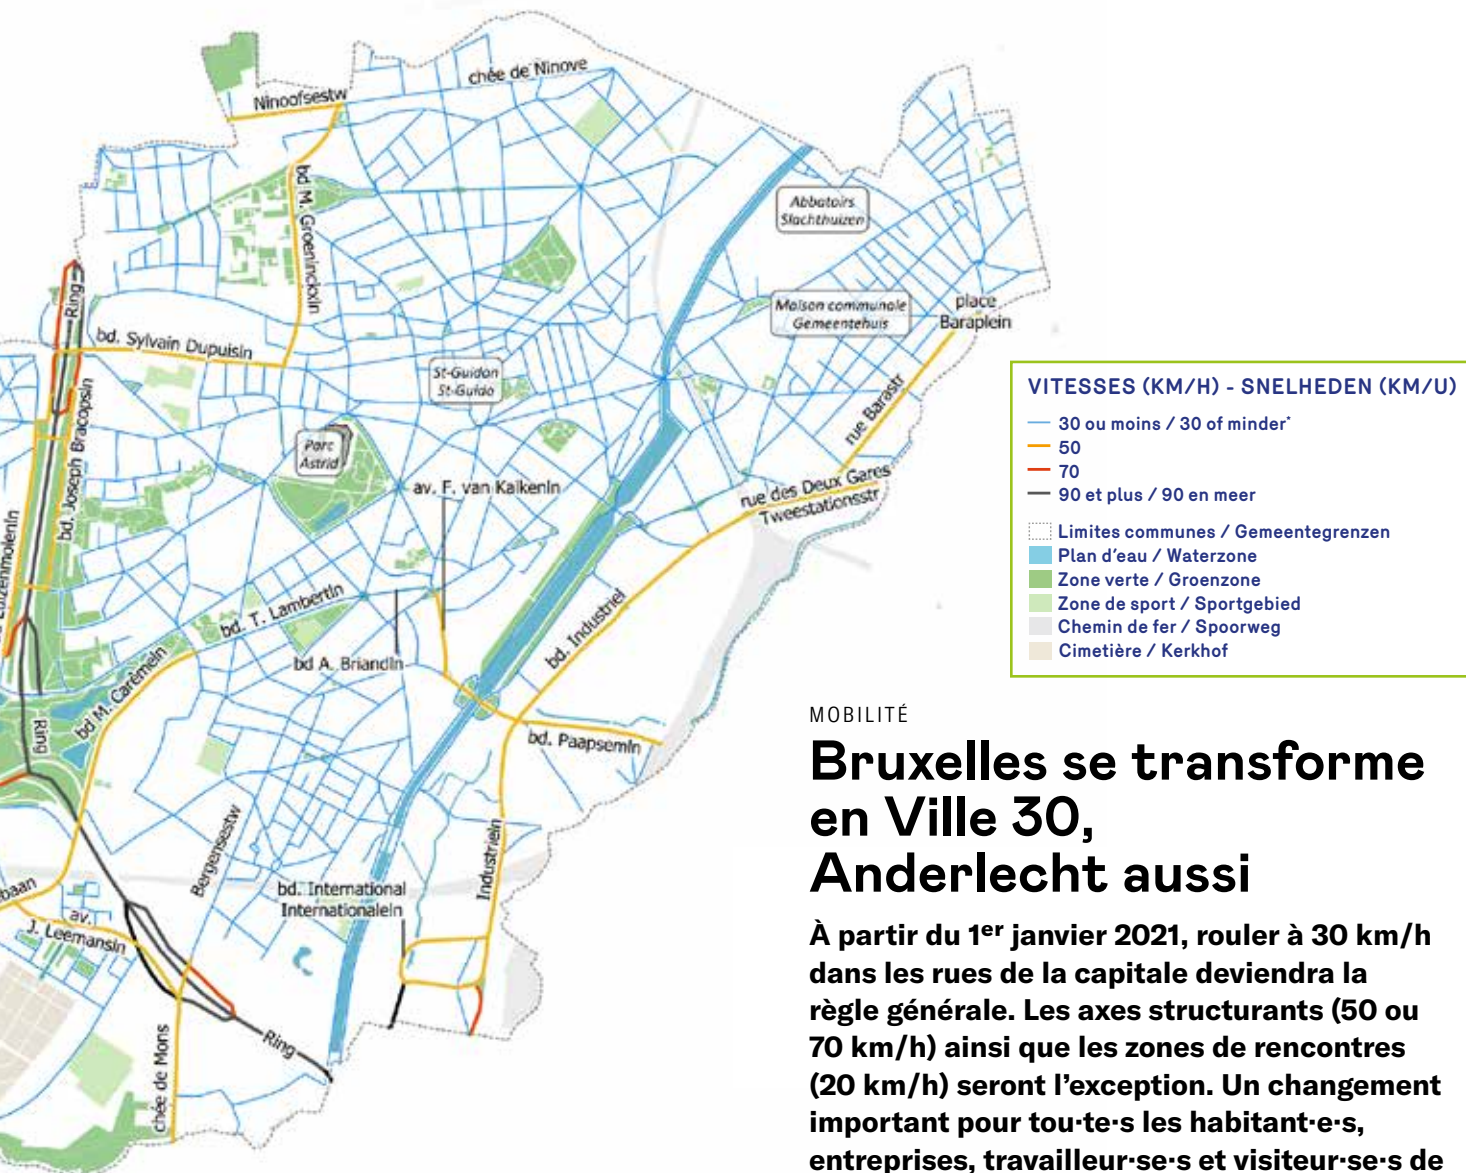 chée de Ninove
Ninoofsestw
bd M. Groeninckxln
Abbatoirs
Slachthuizen
Ring
bd. Sylvain Dupuisln
Maison communale
Gemeentehuis
place
Baraplein
St-Guidon
St-Guido
bd. Joseph Bracopsln
Parc
Astrid
rue Barastr
av. F. van Kalkenln
rue des Deux Gares
Tweestationsstr
bd. T. Lambertln
bd A. Briandln
bd. Industriel
bd M. Carèmeln
Ring
bd. Paapsemln
Bergensestw
Industrieln
bd. International
Internationaleln
av.
J. Leemansln
Ring
chée de Mons
VITESSES (KM/H) - SNELHEDEN (KM/U)
30 ou moins / 30 of minder*
50
70
90 et plus / 90 en meer
Limites communes / Gemeentegrenzen
Plan d'eau / Waterzone
Zone verte / Groenzone
Zone de sport / Sportgebied
Chemin de fer / Spoorweg
Cimetière / Kerkhof
MOBILITÉ
Bruxelles se transforme
en Ville 30,
Anderlecht aussi
À partir du 1er janvier 2021, rouler à 30 km/h
dans les rues de la capitale deviendra la
règle générale. Les axes structurants (50 ou
70 km/h) ainsi que les zones de rencontres
(20 km/h) seront l'exception. Un changement
important pour tou·te·s les habitant·e·s,
entreprises, travailleur·se·s et visiteur·se·s de